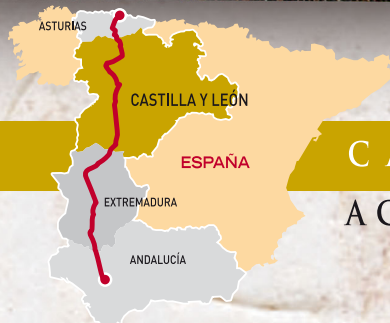 ASTURIAS
CASTILLA Y LEÓN
C A
ESPAÑA
EXTREMADURA
A C
ANDALUCÍA